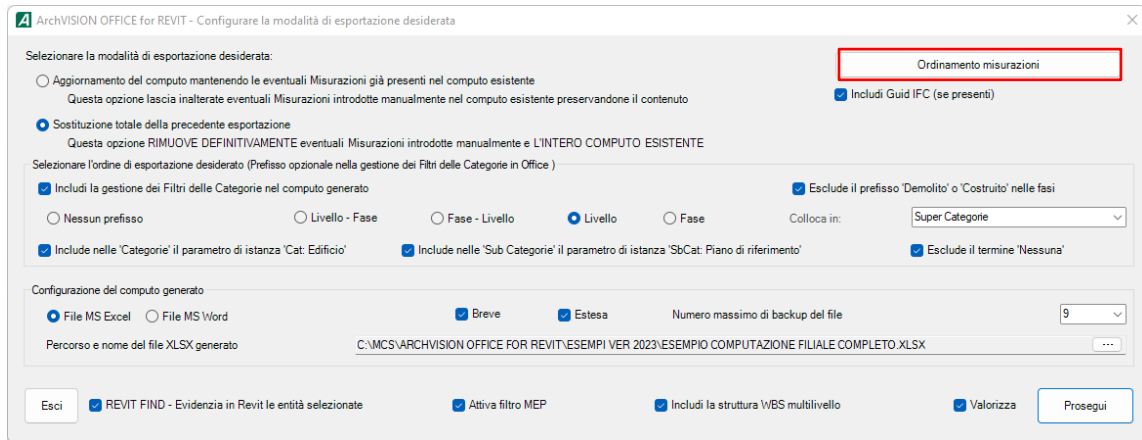 ArchVISION OFFICE for REVIT - Configurare la modalità di esportazione desiderata
Selezionare la modalità di esportazione desiderata:
Ordinamento misurazioni
Aggiornamento del computo mantenendo le eventuali Misurazioni già presenti nel computo esistente
Questa opzione lascia inalterate eventuali Misurazioni introdotte manualmente nel computo esistente preservandone il contenuto
Includi Guid IFC (se presenti)
Sostituzione totale della precedente esportazione
Questa opzione RIMUOVE DEFINITIVAMENTE eventuali Misurazioni introdotte manualmente e L'INTERO COMPUTO ESISTENTE
Selezionare l'ordine di esportazione desiderato (Prefisso opzionale nella gestione dei Filtri delle Categorie in Office )
Includi la gestione dei Filtri delle Categorie nel computo generato
Esclude il prefisso 'Demolito' o 'Costruito' nelle fasi
Nessun prefisso
Livello - Fase
Fase - Livello
Livello
Fase
Colloca in:
Super Categorie
Include nelle 'Categorie' il parametro di istanza 'Cat: Edificio'
Include nelle 'Sub Categorie' il parametro di istanza 'SbCat: Piano di riferimento'
Esclude il termine 'Nessuna'
Configurazione del computo generato
File MS Excel
File MS Word
Breve
Estesa
Numero massimo di backup del file
9
Percorso e nome del file XLSX generato
C:\MCS\ARCHVISION OFFICE FOR REVIT\ESEMPI VER 2023\ESEMPIO COMPUTAZIONE FILIALE COMPLETO.XLSX
...
Esci
REVIT FIND - Evidenzia in Revit le entità selezionate
Attiva filtro MEP
Includi la struttura WBS multilivello
Valorizza
Prosegui